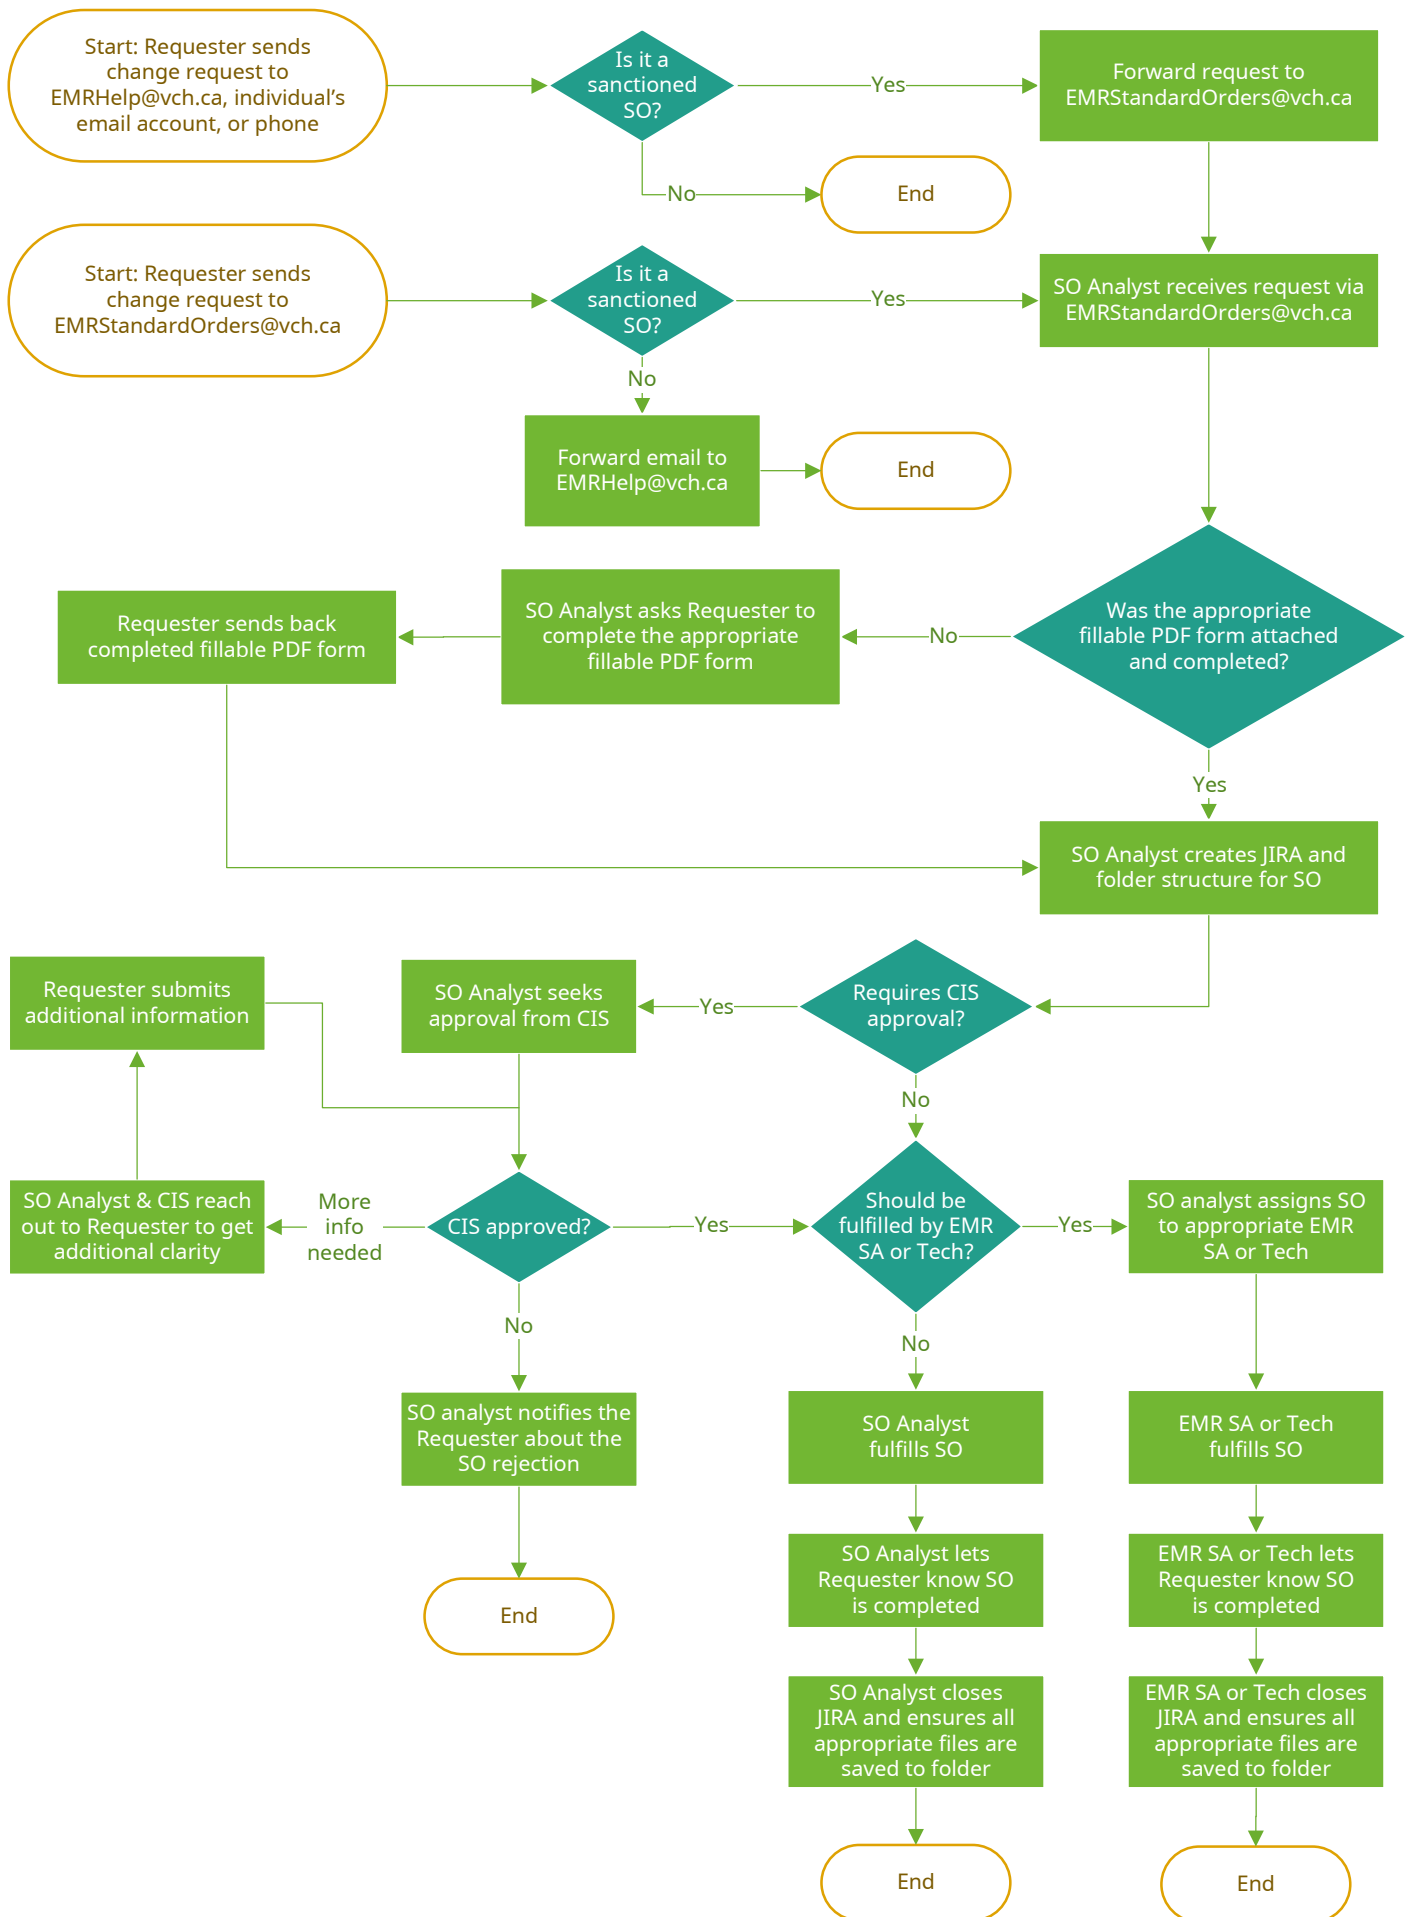 Start: Requester sends
change request to
EMRHelp@vch.ca, individual’s
email account, or phone
Is it a
sanctioned
SO?
Yes
Forward request to
EMRStandardOrders@vch.ca
No
End
Start: Requester sends
change request to
EMRStandardOrders@vch.ca
Is it a
sanctioned
SO?
Yes
SO Analyst receives request via
EMRStandardOrders@vch.ca
No
Forward email to
EMRHelp@vch.ca
End
Was the appropriate
fillable PDF form attached
and completed?
No
SO Analyst asks Requester to
complete the appropriate
fillable PDF form
Requester sends back
completed fillable PDF form
Yes
SO Analyst creates JIRA and
folder structure for SO
Requires CIS
approval?
Yes
SO Analyst seeks
approval from CIS
Requester submits
additional information
No
SO Analyst & CIS reach
out to Requester to get
additional clarity
More
info
needed
CIS approved?
Yes
Should be
fulfilled by EMR
SA or Tech?
Yes
SO analyst assigns SO
to appropriate EMR
SA or Tech
No
No
SO analyst notifies the
Requester about the
SO rejection
SO Analyst
fulfills SO
EMR SA or Tech
fulfills SO
SO Analyst lets
Requester know SO
is completed
EMR SA or Tech lets
Requester know SO
is completed
End
SO Analyst closes
JIRA and ensures all
appropriate files are
saved to folder
EMR SA or Tech closes
JIRA and ensures all
appropriate files are
saved to folder
End
End